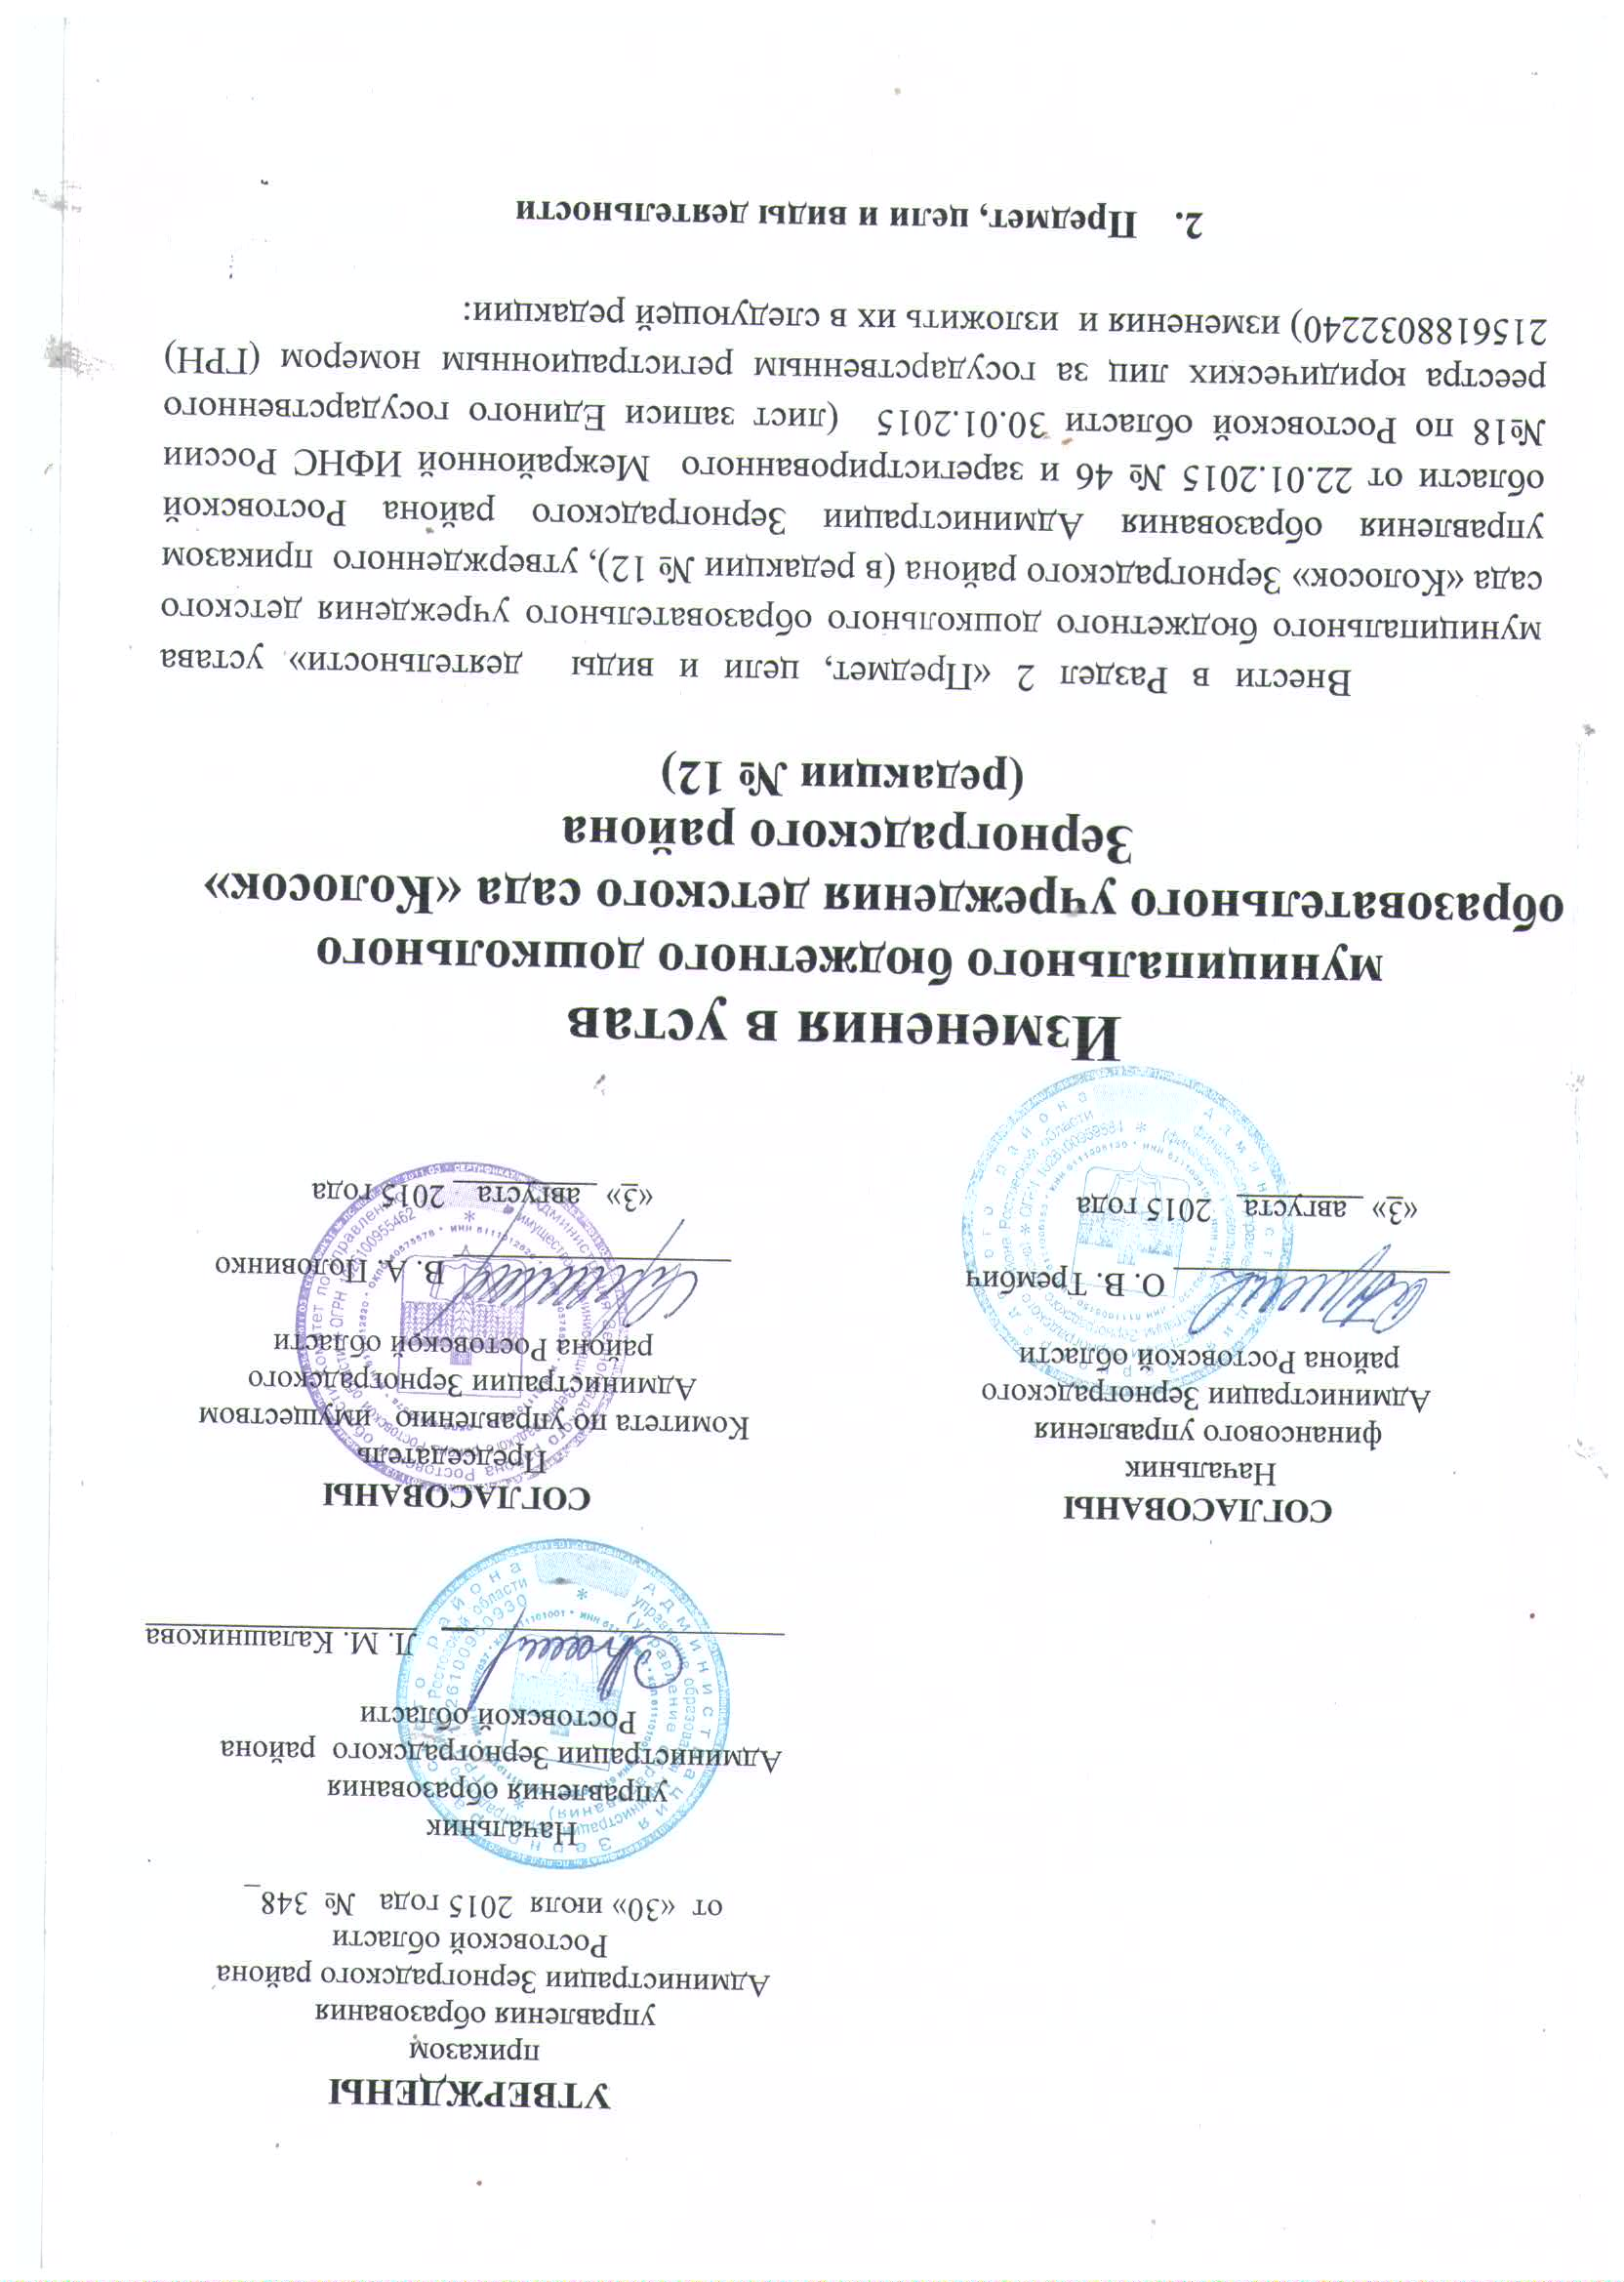 УТВЕРЖДЕНЫ
приказом
управления образования
Администрации Зерноградского района
Ростовской области
от «30» июля 2015 года № 348_
Начальник
управления образования
Администрации Зерноградского района
Ростовской области
Л. М. Калашникова
СОГЛАСОВАНЫ
Начальник
финансового управления
Администрации Зерноградского
района Ростовской области
О. В. Трембич
«3» августа 2015 года
СОГЛАСОВАНЫ
Председатель
Комитета по управлению имуществом
Администрации Зерноградского
района Ростовской области
В. А. Половинко
«3» августа 2015 года
Изменения в устав
муниципального бюджетного дошкольного
образовательного учреждения детского сада «Колосок»
Зерноградского района
(редакции № 12)
Внести в Раздел 2 «Предмет, цели и виды деятельности» устава
муниципального бюджетного дошкольного образовательного учреждения детского
сада «Колосок» Зерноградского района (в редакции № 12), утвержденного приказом
управления образования Администрации Зерноградского района Ростовской
области от 22.01.2015 № 46 и зарегистрированного Межрайонной ИФНС России
№18 по Ростовской области 30.01.2015 (лист записи Единого государственного
реестра юридических лиц за государственным регистрационным номером (ГРН)
2156188032240) изменения и изложить их в следующей редакции:
2. Предмет, цели и виды деятельности